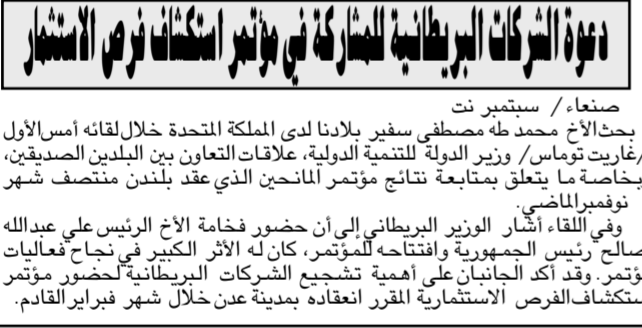 دعوة الشركات البريطانية للمشاركة في مؤتمر استكشاف فرص الاستثمار
صنعاء / سبتمبر نت
بحث الأخ محمد طه مصطفى سفير بلادنا لدى المملكة المتحدة خلال لقائه أمس الأول
/غاريت توماس/ وزير الدولة للتنمية الدولية، علاقات التعاون بين البلدين الصديقين،
بخاصة ما يتعلق بمتابعة نتائج مؤتمر المانحين الذي عقد بلندن منتصف شهر
نوفمبر الماضي.
وفي اللقاء أشار الوزير البريطاني إلى أن حضور فخامة الأخ الرئيس علي عبدالله
صالح رئيس الجمهورية وافتتاحه للمؤتمر، كان له الأثر الكبير في نجاح فعاليات
ؤتمر. وقد أكد الجانبان على أهمية تشجيع الشركات البريطانية لحضور مؤتمر
ستكشاف الفرص الاستثمارية المقرر انعقاده بمدينة عدن خلال شهر فبراير القادم.